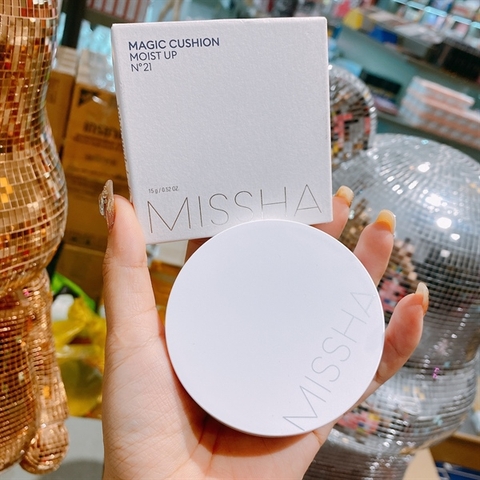 MAGIC CUSHION
MOIST UP
N°21
15 g / 0.52 OZ.
MISSHA
MISSHA